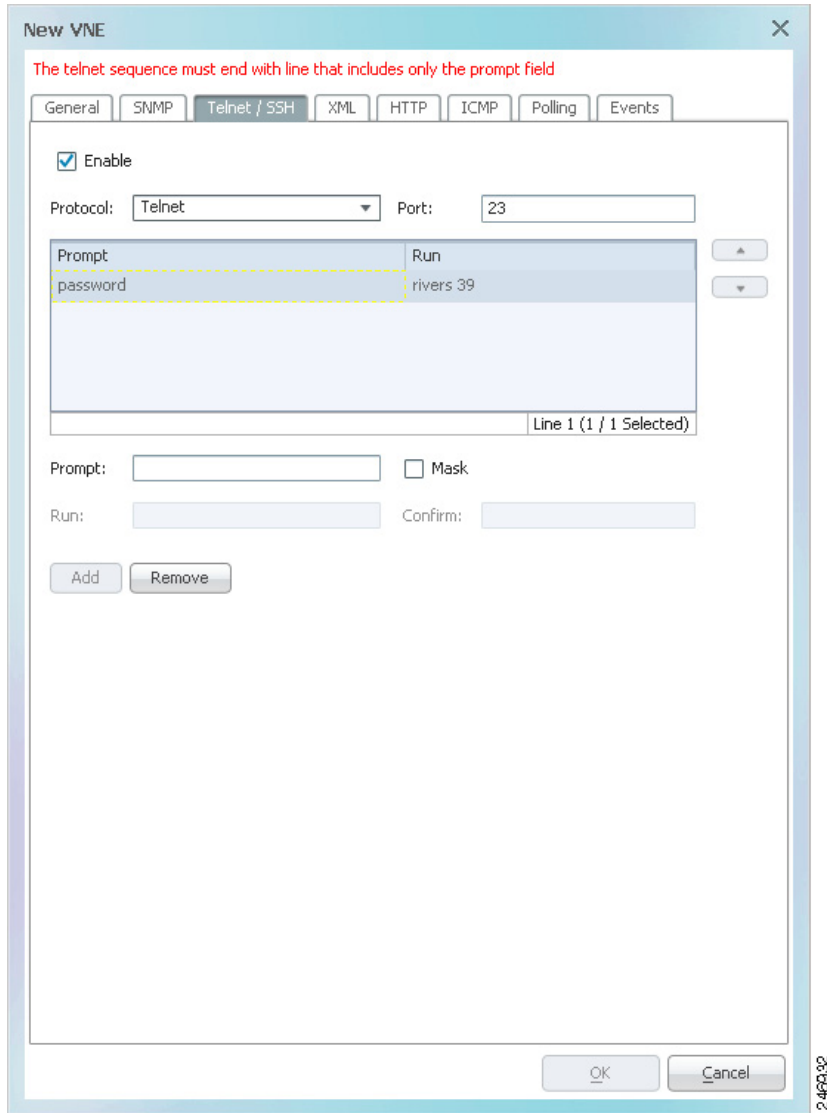 New VNE
The telnet sequence must end with line that includes only the prompt field
General SNMP Telnet / SSH XML HTTP ICMP Polling Events
Enable
Protocol: Telnet Port: 23
Prompt Run
password rivers 39
Line 1 (1 / 1 Selected)
Prompt: Mask
Run: Confirm:
Add Remove
OK Cancel
246932